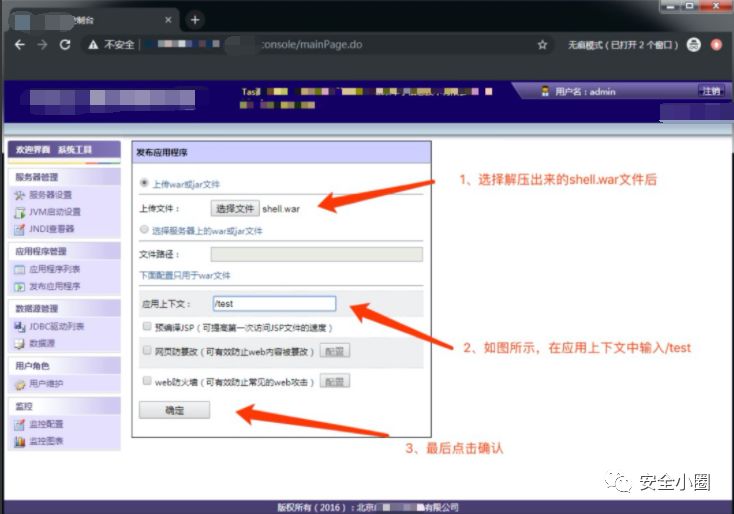 控制台
不安全
console/mainPage.do
无痕模式（已打开 2 个窗口）
用户名：admin
注销
欢迎界面 系统工具
服务器管理
服务器设置
JVM启动设置
JNDI查看器
应用程序管理
应用程序列表
发布应用程序
数据源管理
JDBC驱动列表
数据源
用户角色
用户维护
监控
监控配置
监控图表
发布应用程序
上传war或jar文件
上传文件： 选择文件 shell.war
选择服务器上的war或jar文件
文件路径：
下面配置只用于war文件
应用上下文： /test
预编译JSP（可提高第一次访问JSP文件的速度）
网页防篡改（可有效防止web内容被篡改） 配置
web防火墙（可有效防止常见的web攻击） 配置
确定
1、选择解压出来的shell.war文件后
2、如图所示，在应用上下文中输入/test
3、最后点击确认
安全小圈
版权所有（2016）：北京
有限公司